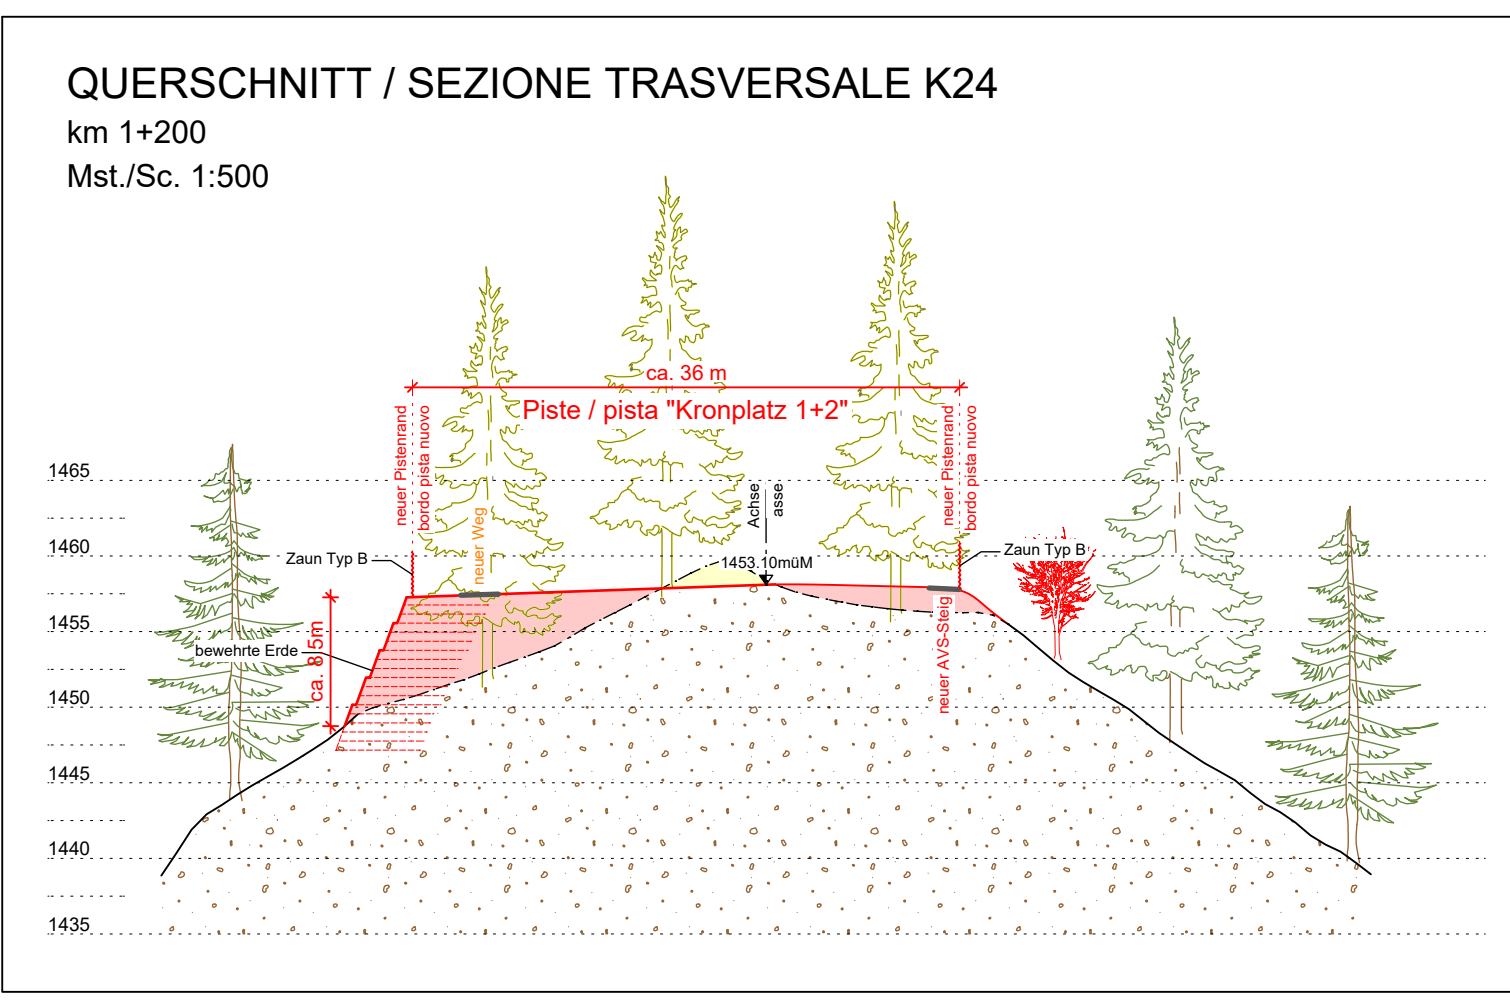 QUERSCHNITT / SEZIONE TRASVERSALE K24
km 1+200
Mst./Sc. 1:500
ca. 36 m
Piste / pista "Kronplatz 1+2"
neuer Pistenrand
bordo pista nuovo
neuer Pistenrand
bordo pista nuovo
Achse
asse
neuer Weg
1453.10müM
Zaun Typ B
Zaun Typ B
bewehrte Erde
ca. 8.5m
neuer AVS-Steig
1465
1460
1455
1450
1445
1440
1435